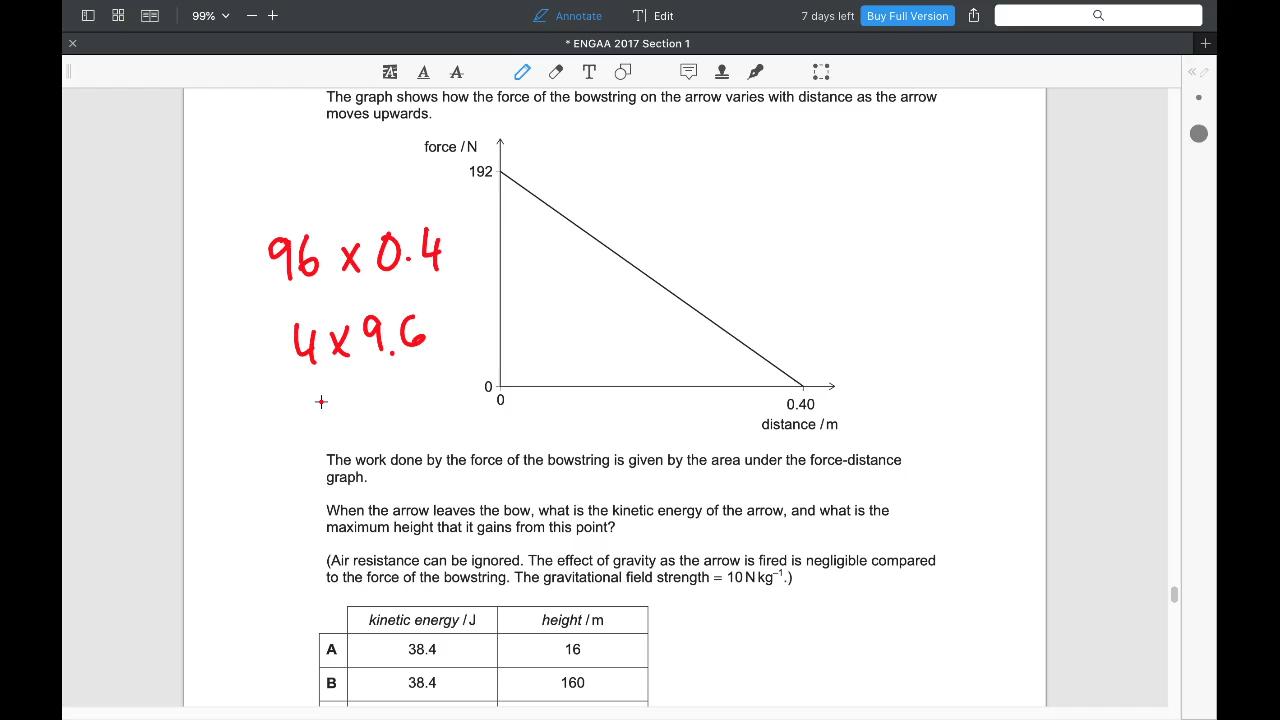 99%
Annotate
Edit
7 days left
Buy Full Version
* ENGAA 2017 Section 1
The graph shows how the force of the bowstring on the arrow varies with distance as the arrow
moves upwards.
force / N
192
96 x 0.4
4 x 9.6
0
0
0.40
distance / m
The work done by the force of the bowstring is given by the area under the force-distance
graph.
When the arrow leaves the bow, what is the kinetic energy of the arrow, and what is the
maximum height that it gains from this point?
(Air resistance can be ignored. The effect of gravity as the arrow is fired is negligible compared
to the force of the bowstring. The gravitational field strength = 10 N kg⁻¹.)
kinetic energy / J height / m
A 38.4 16
B 38.4 160